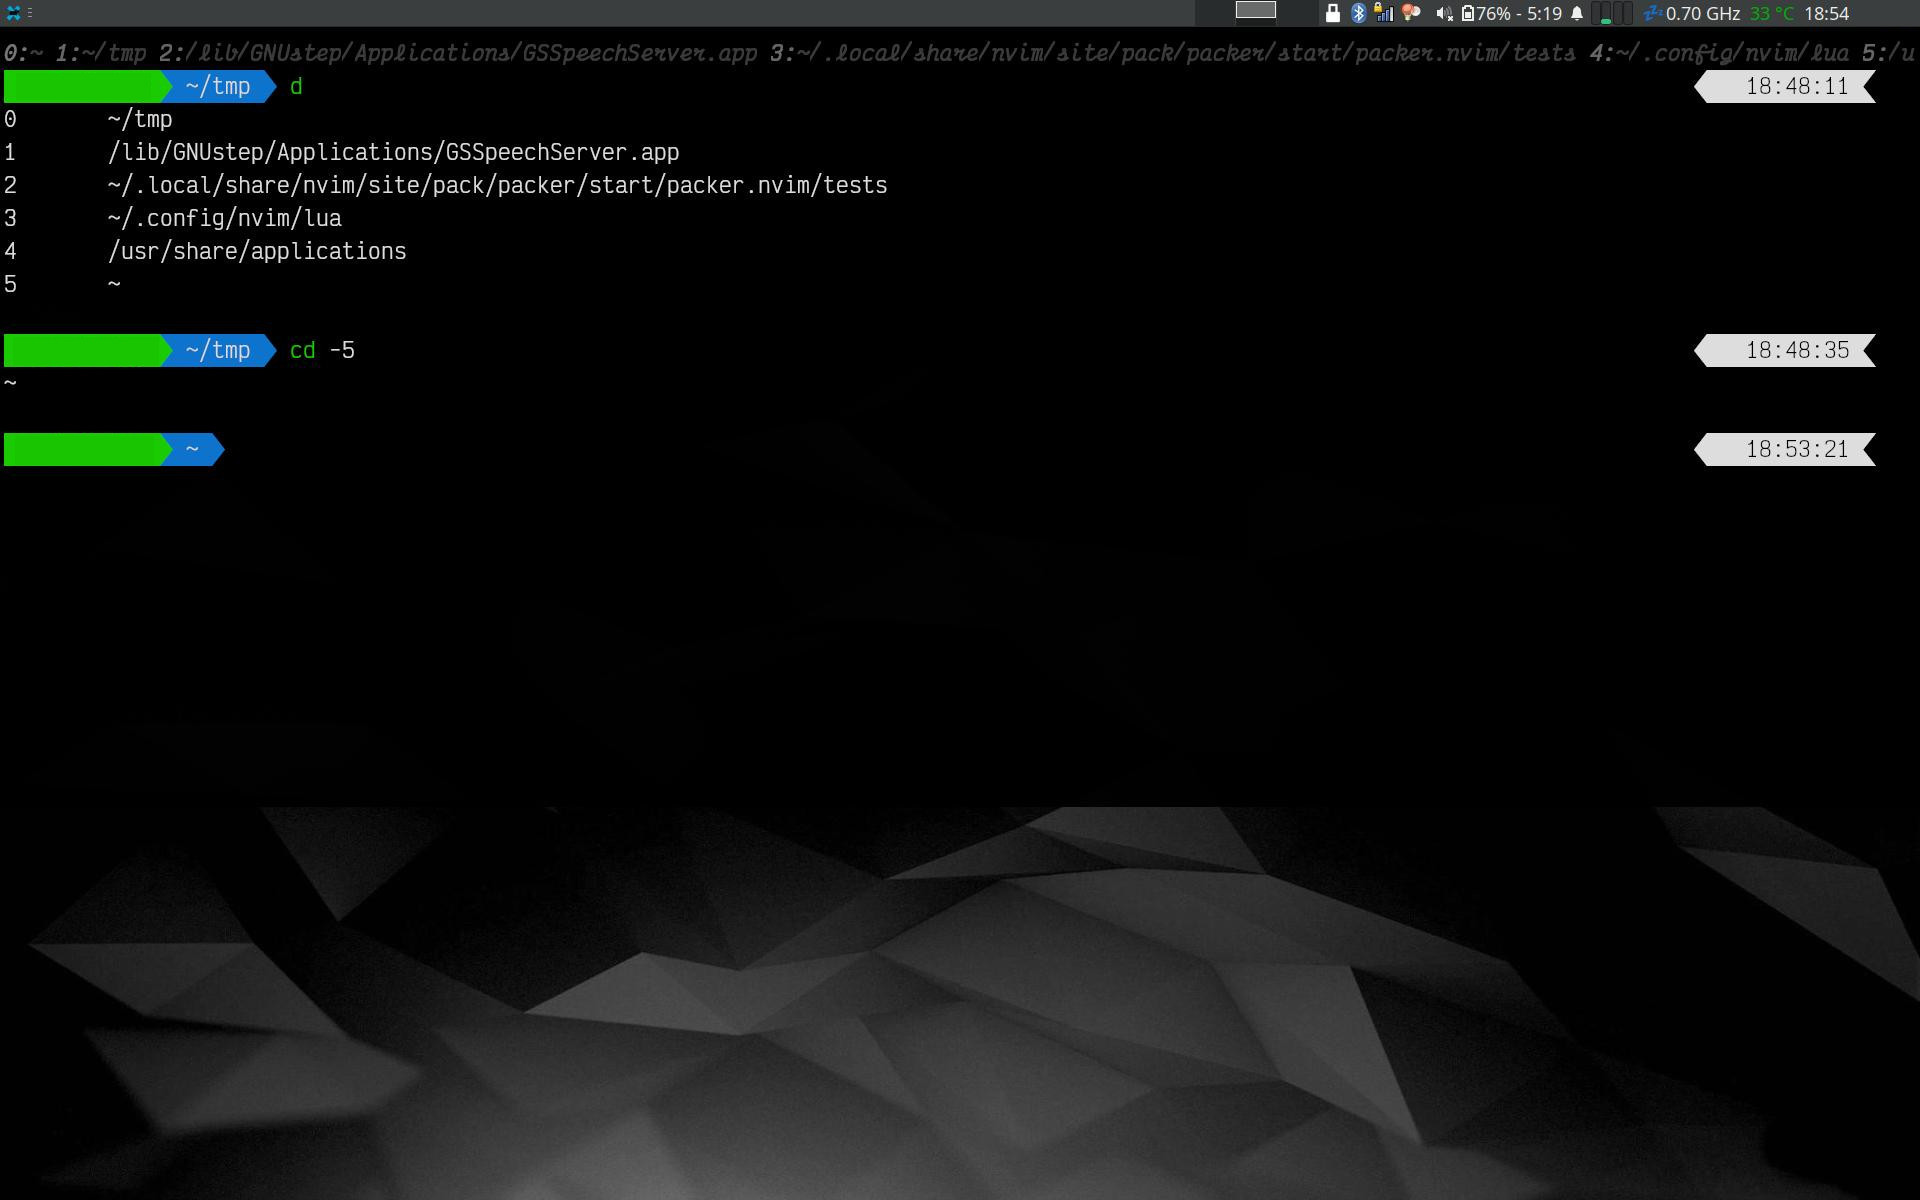 76% - 5:19 0.70 GHz 33 °C 18:54
0:~ 1:~/tmp 2:/lib/GNUstep/Applications/GSSpeechServer.app 3:~/.local/share/nvim/site/pack/packer/start/packer.nvim/tests 4:~/.config/nvim/lua 5:/u
~/tmp d 18:48:11
0 ~/tmp
1 /lib/GNUstep/Applications/GSSpeechServer.app
2 ~/.local/share/nvim/site/pack/packer/start/packer.nvim/tests
3 ~/.config/nvim/lua
4 /usr/share/applications
5 ~
~/tmp cd -5 18:48:35
~
~ 18:53:21